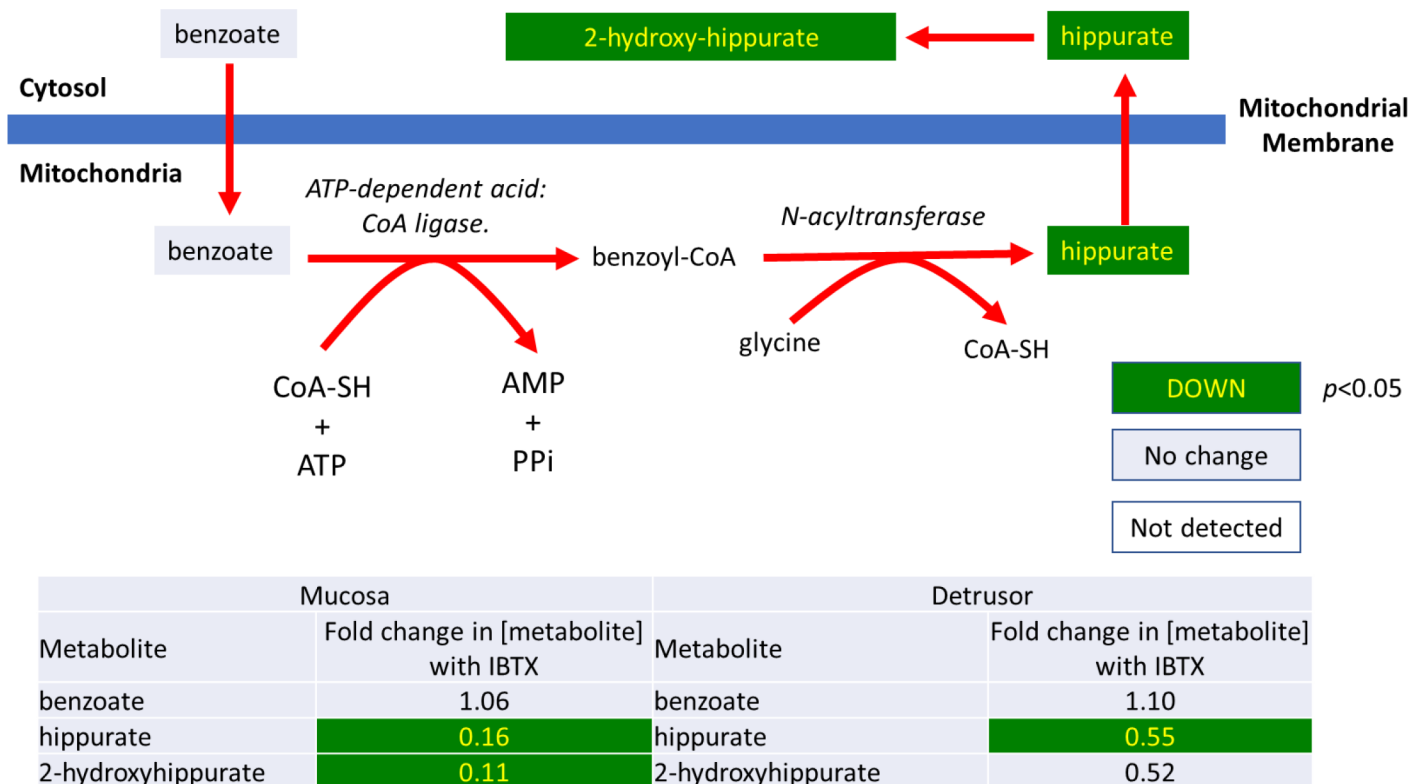 benzoate
2-hydroxy-hippurate
hippurate
Cytosol
Mitochondrial
Membrane
Mitochondria
ATP-dependent acid:
CoA ligase.
N-acyltransferase
benzoate
benzoyl-CoA
hippurate
glycine
CoA-SH
CoA-SH
+
ATP
AMP
+
PPi
DOWN
p<0.05
No change
Not detected
Mucosa
Detrusor
Metabolite
Fold change in [metabolite]
with IBTX
Metabolite
Fold change in [metabolite]
with IBTX
benzoate 1.06 benzoate 1.10
hippurate 0.16 hippurate 0.55
2-hydroxyhippurate 0.11 2-hydroxyhippurate 0.52